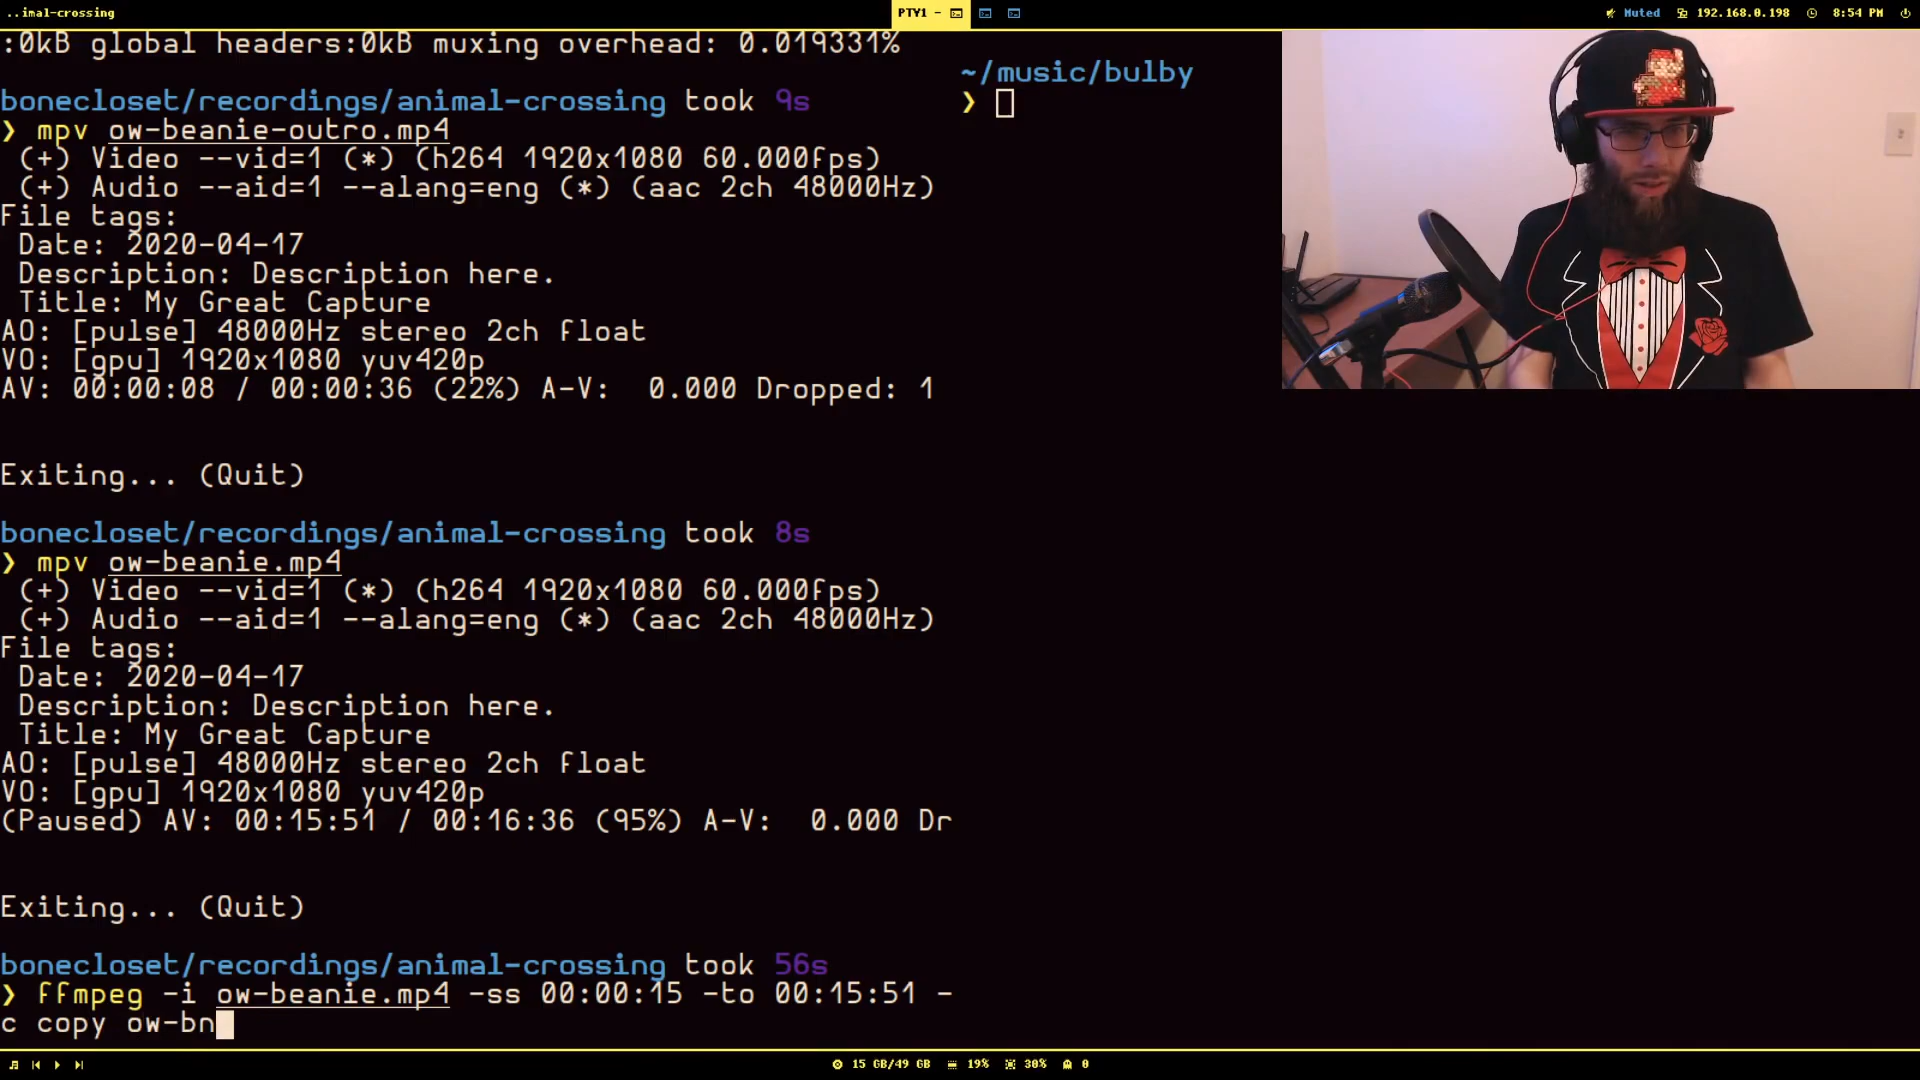 ..imal-crossing
PTY1 -
Muted 192.168.0.198 8:54 PM
:0kB global headers:0kB muxing overhead: 0.019331%
bonecloset/recordings/animal-crossing took 9s
❯ mpv ow-beanie-outro.mp4
(+) Video --vid=1 (*) (h264 1920x1080 60.000fps)
(+) Audio --aid=1 --alang=eng (*) (aac 2ch 48000Hz)
File tags:
Date: 2020-04-17
Description: Description here.
Title: My Great Capture
AO: [pulse] 48000Hz stereo 2ch float
VO: [gpu] 1920x1080 yuv420p
AV: 00:00:08 / 00:00:36 (22%) A-V:  0.000 Dropped: 1
Exiting... (Quit)
bonecloset/recordings/animal-crossing took 8s
❯ mpv ow-beanie.mp4
(+) Video --vid=1 (*) (h264 1920x1080 60.000fps)
(+) Audio --aid=1 --alang=eng (*) (aac 2ch 48000Hz)
File tags:
Date: 2020-04-17
Description: Description here.
Title: My Great Capture
AO: [pulse] 48000Hz stereo 2ch float
VO: [gpu] 1920x1080 yuv420p
(Paused) AV: 00:15:51 / 00:16:36 (95%) A-V:  0.000 Dr
Exiting... (Quit)
bonecloset/recordings/animal-crossing took 56s
❯ ffmpeg -i ow-beanie.mp4 -ss 00:00:15 -to 00:15:51 -
c copy ow-bn
~/music/bulby
❯
15 GB/49 GB 19% 30% 0